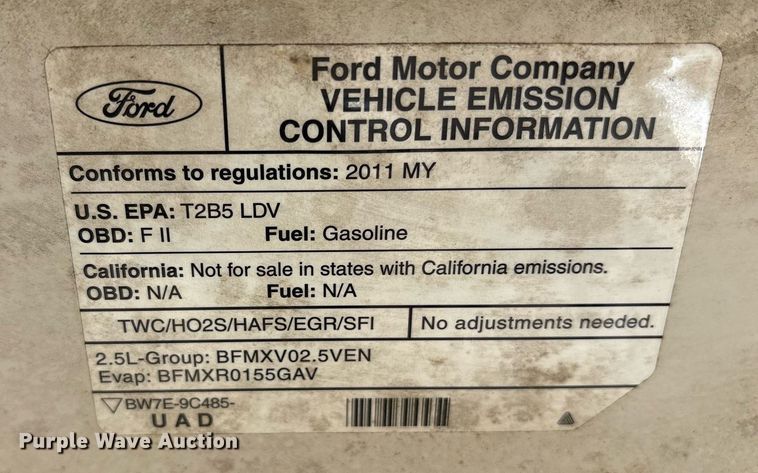 Ford
Ford Motor Company
VEHICLE EMISSION
CONTROL INFORMATION
Conforms to regulations: 2011 MY
U.S. EPA: T2B5 LDV
OBD: F II Fuel: Gasoline
California: Not for sale in states with California emissions.
OBD: N/A Fuel: N/A
TWC/HO2S/HAFS/EGR/SFI No adjustments needed.
2.5L-Group: BFMXV02.5VEN
Evap: BFMXR0155GAV
BW7E-9C485-
U A D
Purple Wave Auction